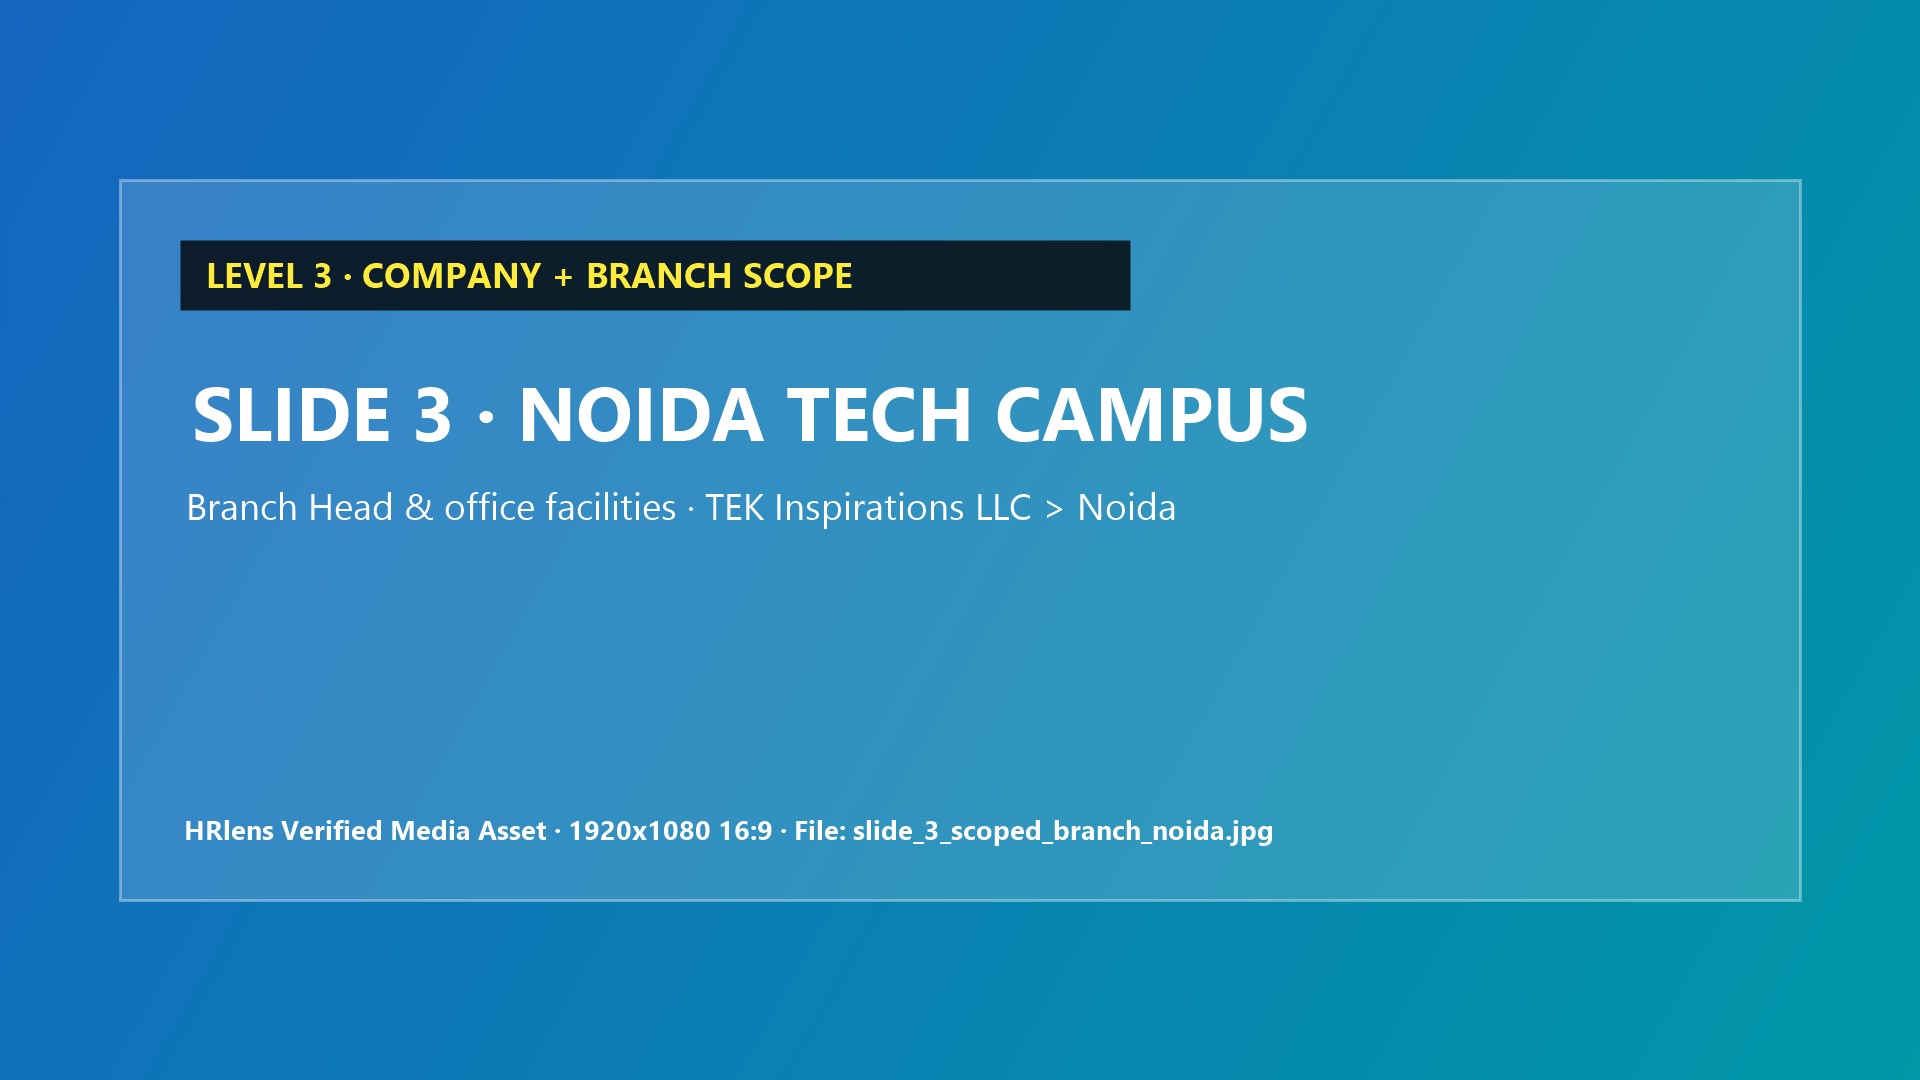 LEVEL 3 · COMPANY + BRANCH SCOPE
SLIDE 3 · NOIDA TECH CAMPUS
Branch Head & office facilities · TEK Inspirations LLC > Noida
HRlens Verified Media Asset · 1920x1080 16:9 · File: slide_3_scoped_branch_noida.jpg